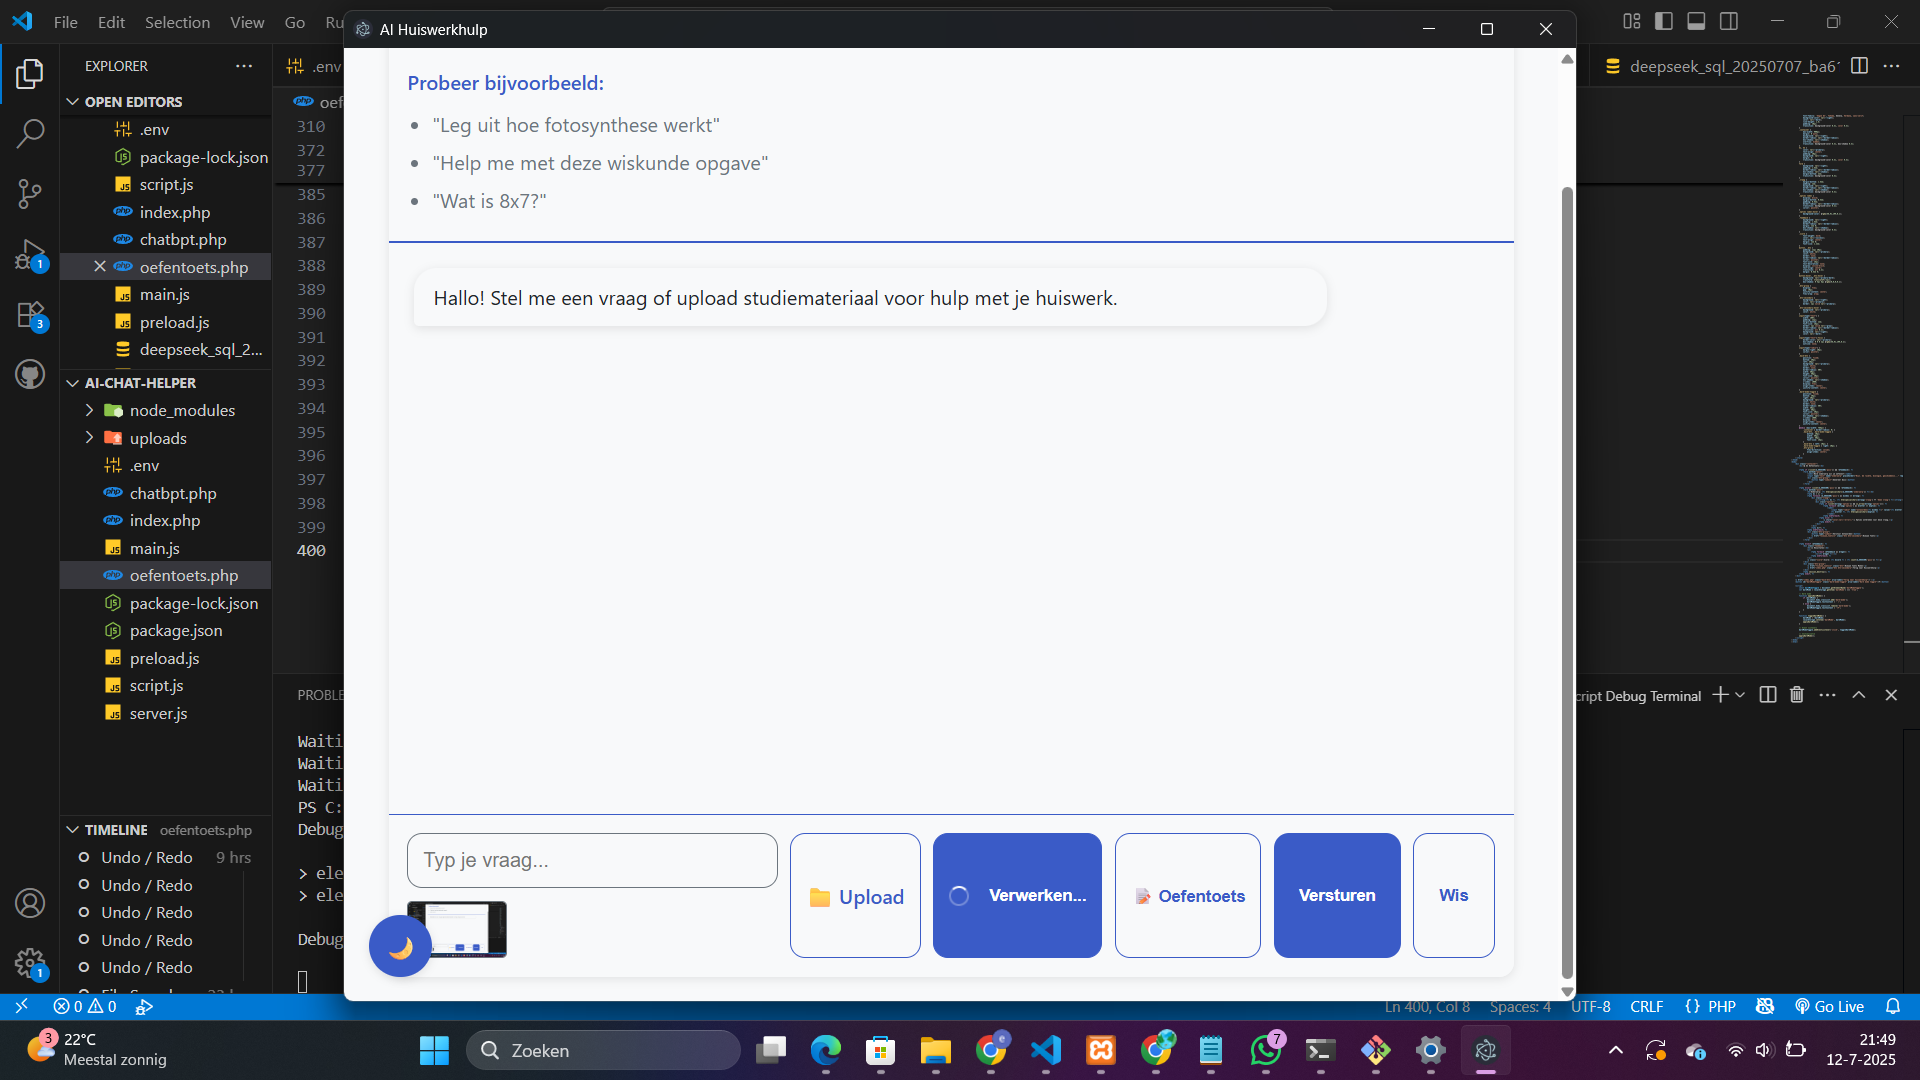 File Edit Selection View Go Ru
AI Huiswerkhulp
EXPLORER
.env
deepseek_sql_20250707_ba6
OPEN EDITORS
oef
.env
package-lock.json
script.js
index.php
chatbpt.php
oefentoets.php
main.js
preload.js
deepseek_sql_2...
AI-CHAT-HELPER
node_modules
uploads
.env
chatbpt.php
index.php
main.js
oefentoets.php
package-lock.json
package.json
preload.js
script.js
server.js
TIMELINE oefentoets.php
Undo / Redo 9 hrs
Undo / Redo
Undo / Redo
Undo / Redo
Undo / Redo
1
3
1
310
372
377
385
386
387
388
389
390
391
392
393
394
395
396
397
398
399
400
PROBLE
Waiti
Waiti
Waiti
PS C:
Debug
> ele
> ele
Debug
cript Debug Terminal
Probeer bijvoorbeeld:
"Leg uit hoe fotosynthese werkt"
"Help me met deze wiskunde opgave"
"Wat is 8x7?"
Hallo! Stel me een vraag of upload studiemateriaal voor hulp met je huiswerk.
Typ je vraag...
Upload
Verwerken...
Oefentoets
Versturen
Wis
0 0
Ln 400, Col 8 Spaces: 4 UTF-8 CRLF {} PHP Go Live
3
22°C
Meestal zonnig
Zoeken
e
7
21:49
12-7-2025